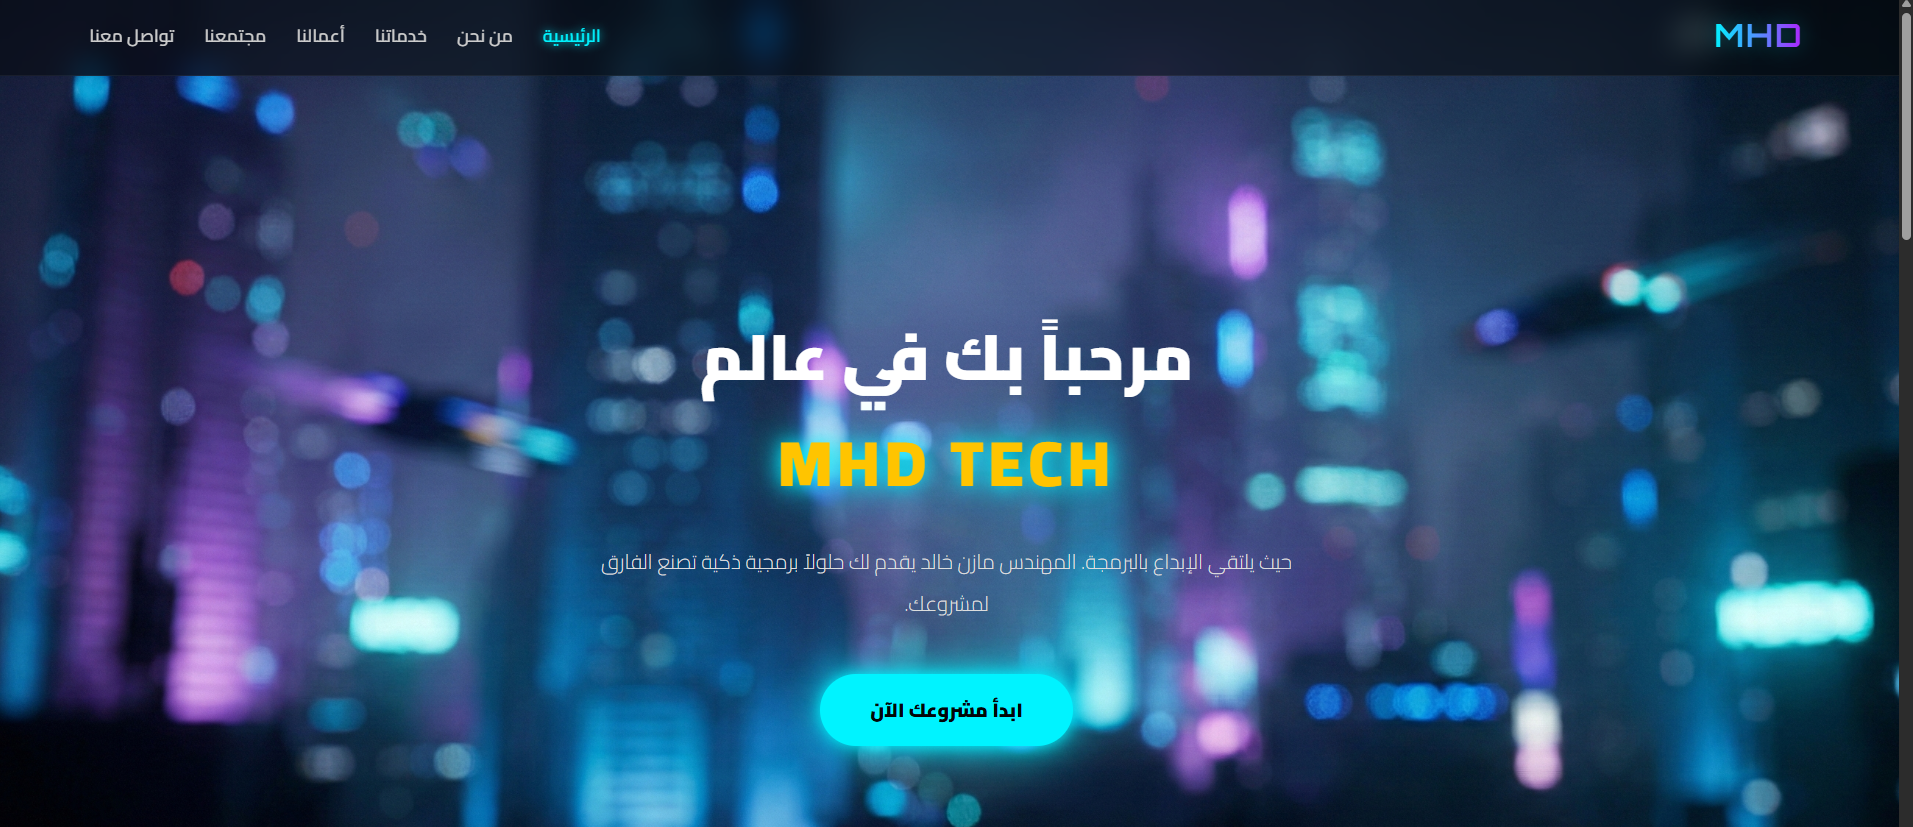 MHD
الرئيسية
من نحن
خدماتنا
أعمالنا
مجتمعنا
تواصل معنا
مرحباً بك في عالم
MHD TECH
حيث يلتقي الإبداع بالبرمجة. المهندس مازن خالد يقدم لك حلولاً برمجية ذكية تصنع الفارق
لمشروعك.
ابدأ مشروعك الآن